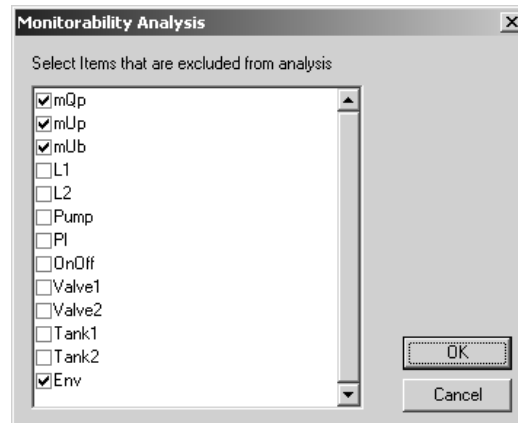 Monitorability Analysis
Select Items that are excluded from analysis
mQp
mUp
mUb
L1
L2
Pump
PI
OnOff
Valve1
Valve2
Tank1
Tank2
Env
OK
Cancel